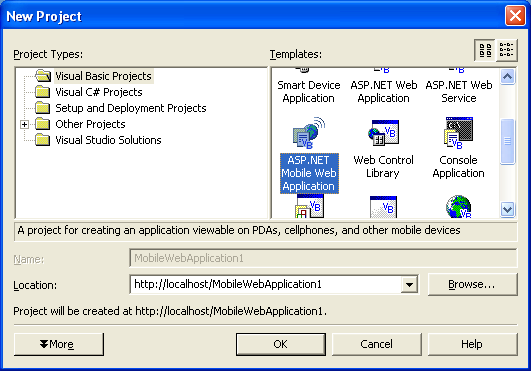 New Project
Project Types:
Templates:
Visual Basic Projects
Visual C# Projects
Setup and Deployment Projects
Other Projects
Visual Studio Solutions
Smart Device Application
ASP.NET Web Application
ASP.NET Web Service
ASP.NET Mobile Web Application
Web Control Library
Console Application
A project for creating an application viewable on PDAs, cellphones, and other mobile devices
Name:
MobileWebApplication1
Location:
http://localhost/MobileWebApplication1
Browse...
Project will be created at http://localhost/MobileWebApplication1.
More
OK
Cancel
Help